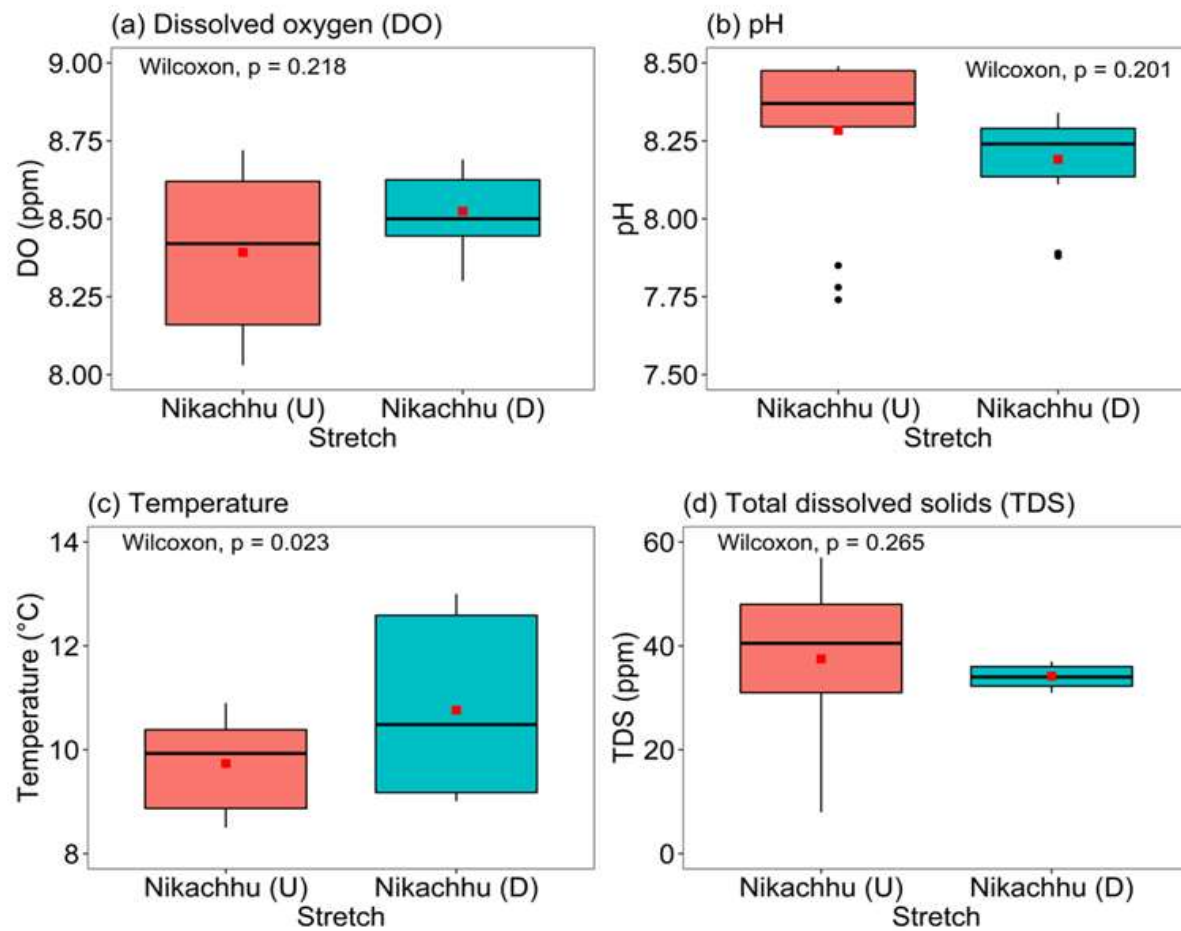 (a) Dissolved oxygen (DO)
Wilcoxon, p = 0.218
9.00
8.75
8.50
8.25
8.00
DO (ppm)
Nikachhu (U)
Nikachhu (D)
Stretch
(b) pH
Wilcoxon, p = 0.201
8.50
8.25
8.00
7.75
7.50
pH
Nikachhu (U)
Nikachhu (D)
Stretch
(c) Temperature
Wilcoxon, p = 0.023
14
12
10
8
Temperature (°C)
Nikachhu (U)
Nikachhu (D)
Stretch
(d) Total dissolved solids (TDS)
Wilcoxon, p = 0.265
60
40
20
0
TDS (ppm)
Nikachhu (U)
Nikachhu (D)
Stretch